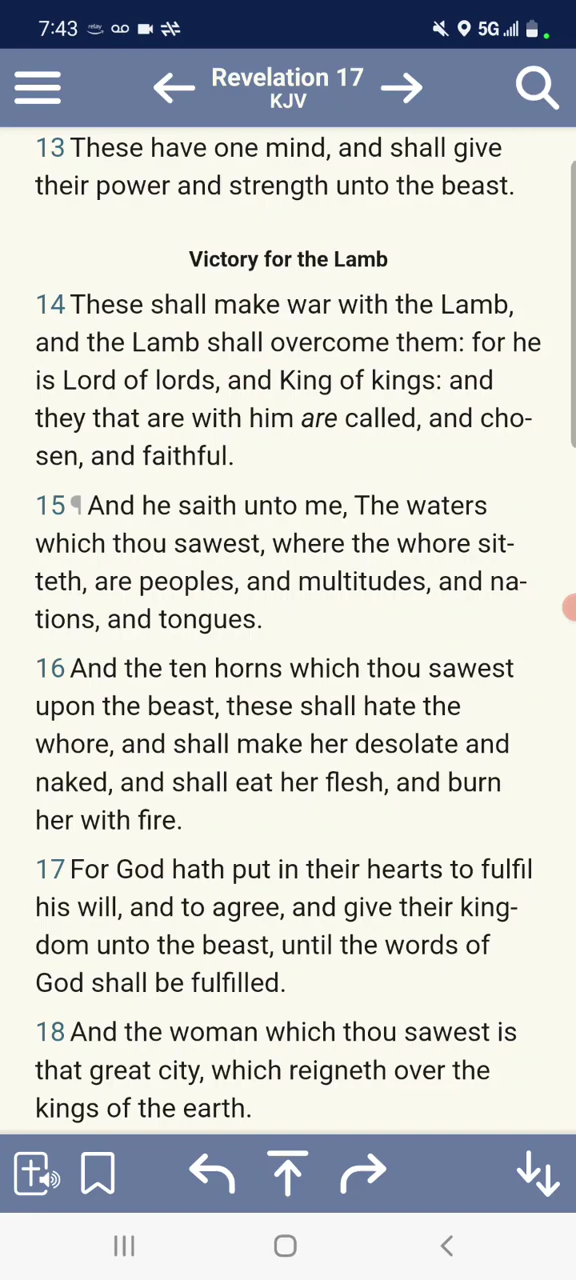 7:43 relay 5G
Revelation 17
KJV
13 These have one mind, and shall give
their power and strength unto the beast.
Victory for the Lamb
14 These shall make war with the Lamb,
and the Lamb shall overcome them: for he
is Lord of lords, and King of kings: and
they that are with him are called, and cho-
sen, and faithful.
15 ¶ And he saith unto me, The waters
which thou sawest, where the whore sit-
teth, are peoples, and multitudes, and na-
tions, and tongues.
16 And the ten horns which thou sawest
upon the beast, these shall hate the
whore, and shall make her desolate and
naked, and shall eat her flesh, and burn
her with fire.
17 For God hath put in their hearts to fulfil
his will, and to agree, and give their king-
dom unto the beast, until the words of
God shall be fulfilled.
18 And the woman which thou sawest is
that great city, which reigneth over the
kings of the earth.